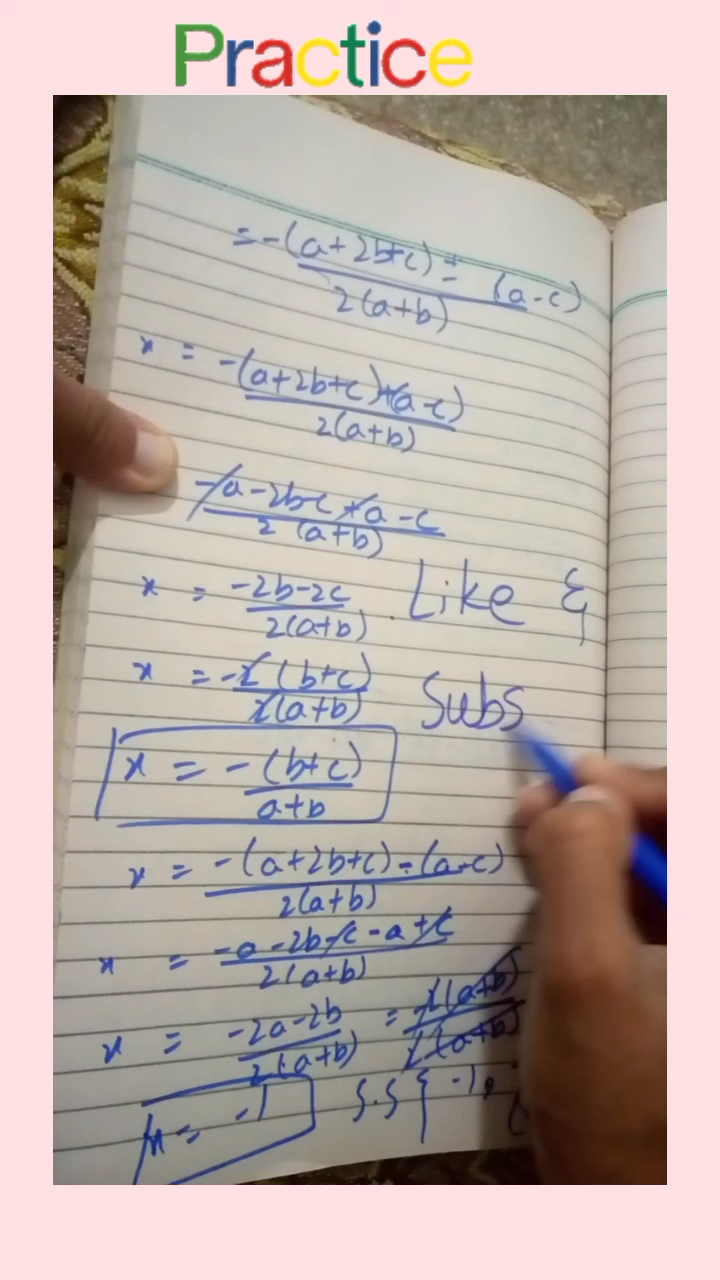 Practice
= -(a+2b+c) ± (a-c)
2(a+b)
x = -(a+2b+c)+(a-c)
2(a+b)
-a-2b-c+a-c
2(a+b)
x = -2b-2c
2(a+b)
Like &
x = -2(b+c)
2(a+b)
Subs
x = -(b+c)
a+b
x = -(a+2b+c)-(a-c)
2(a+b)
x = -a-2b-c-a+c
2(a+b)
x = -2a-2b = -2(a+b)
2(a+b) 2(a+b)
x = -1 S.S { -1,